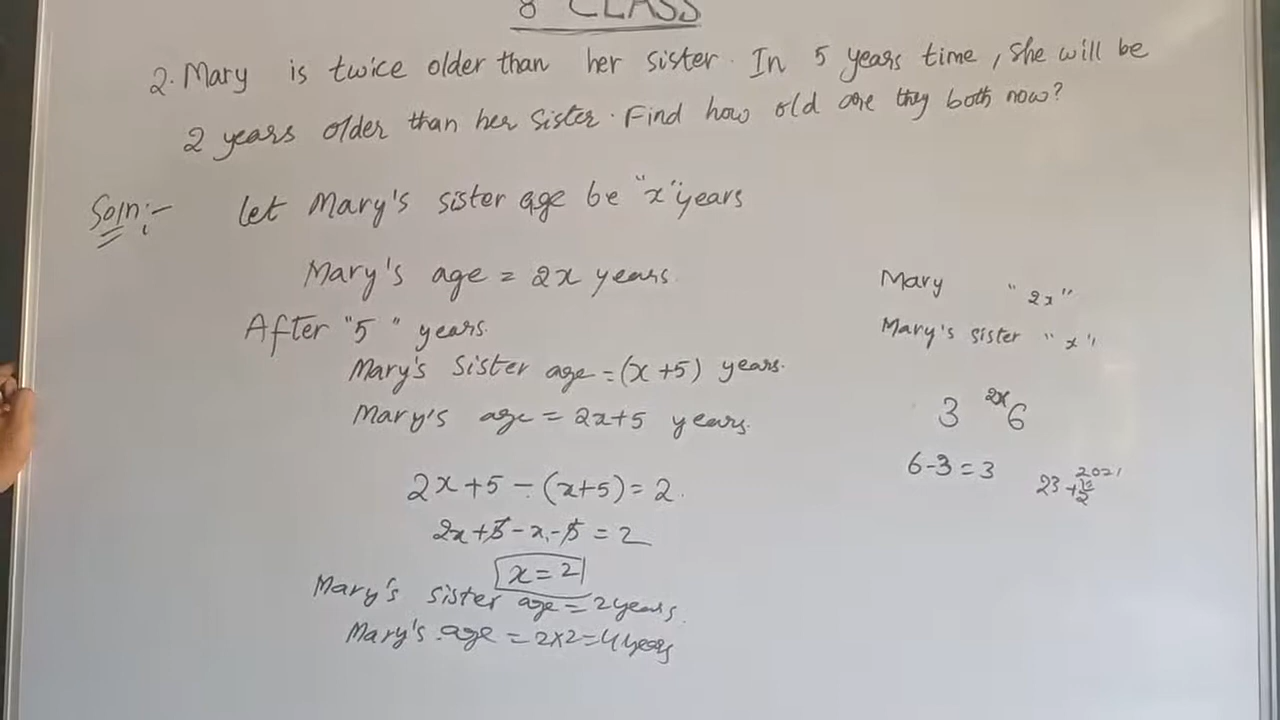 8 CLASS
2. Mary is twice older than her sister. In 5 years time, she will be
2 years older than her sister. Find how old are they both now?
Soln:-
let Mary's sister age be "x" years
Mary's age = 2x years.
After "5" years.
Mary's Sister age = (x+5) years.
Mary's age = 2x+5 years.
2x+5 - (x+5) = 2.
2x+5-x-5 = 2
x=2
Mary's sister age = 2 years.
Mary's age = 2x2=4 years
Mary "2x"
Mary's sister "x"
3 2x 6
6-3=3
2021
23 +
2